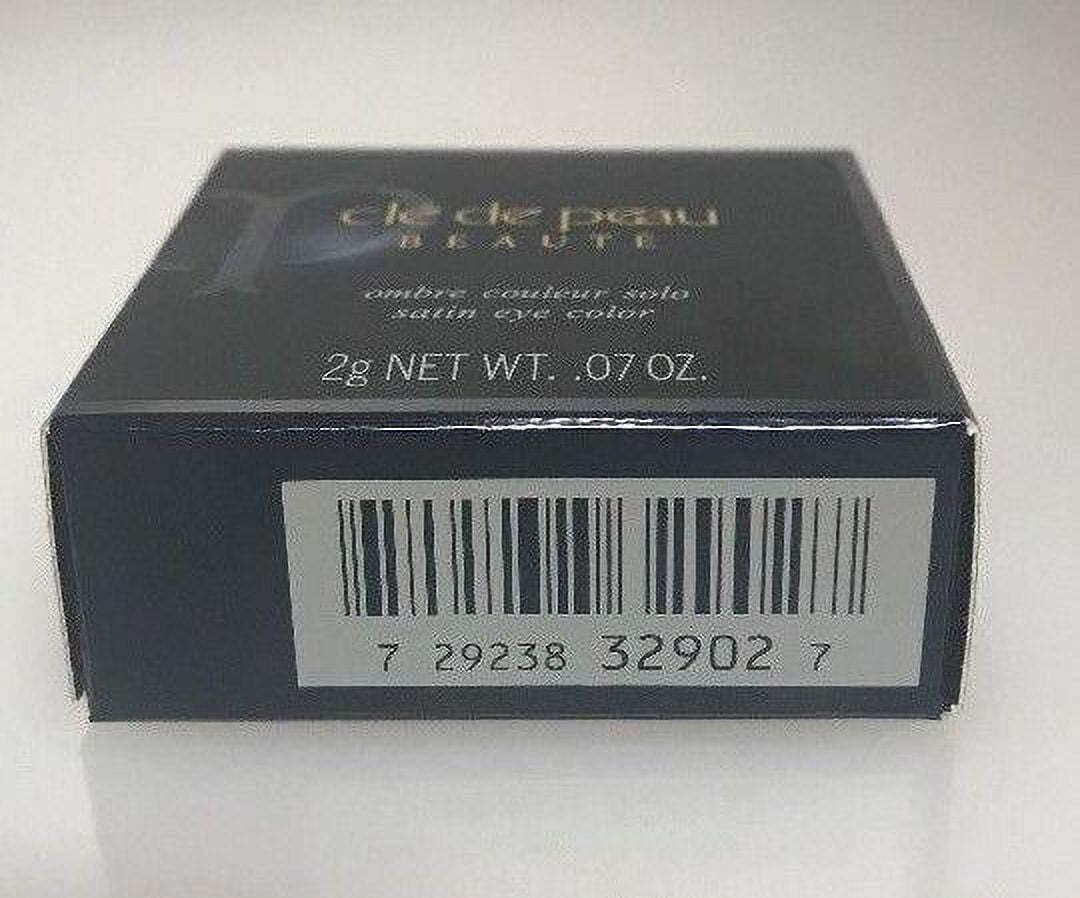 clé de peau
BEAUTÉ
ombre couleur solo
satin eye color
2g NET WT. .07 OZ.
7 29238 32902 7